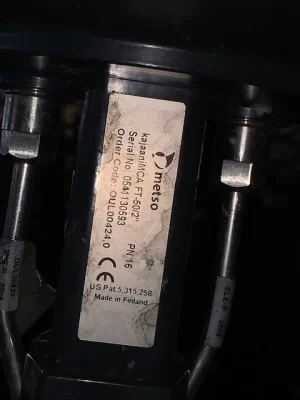 metso
kajaaniMCA FT-50/2" PN 16
Serial No: 0541130593
Order Code: OUL00424.0
CE
US.Pat.5,315,258
Made in Finland